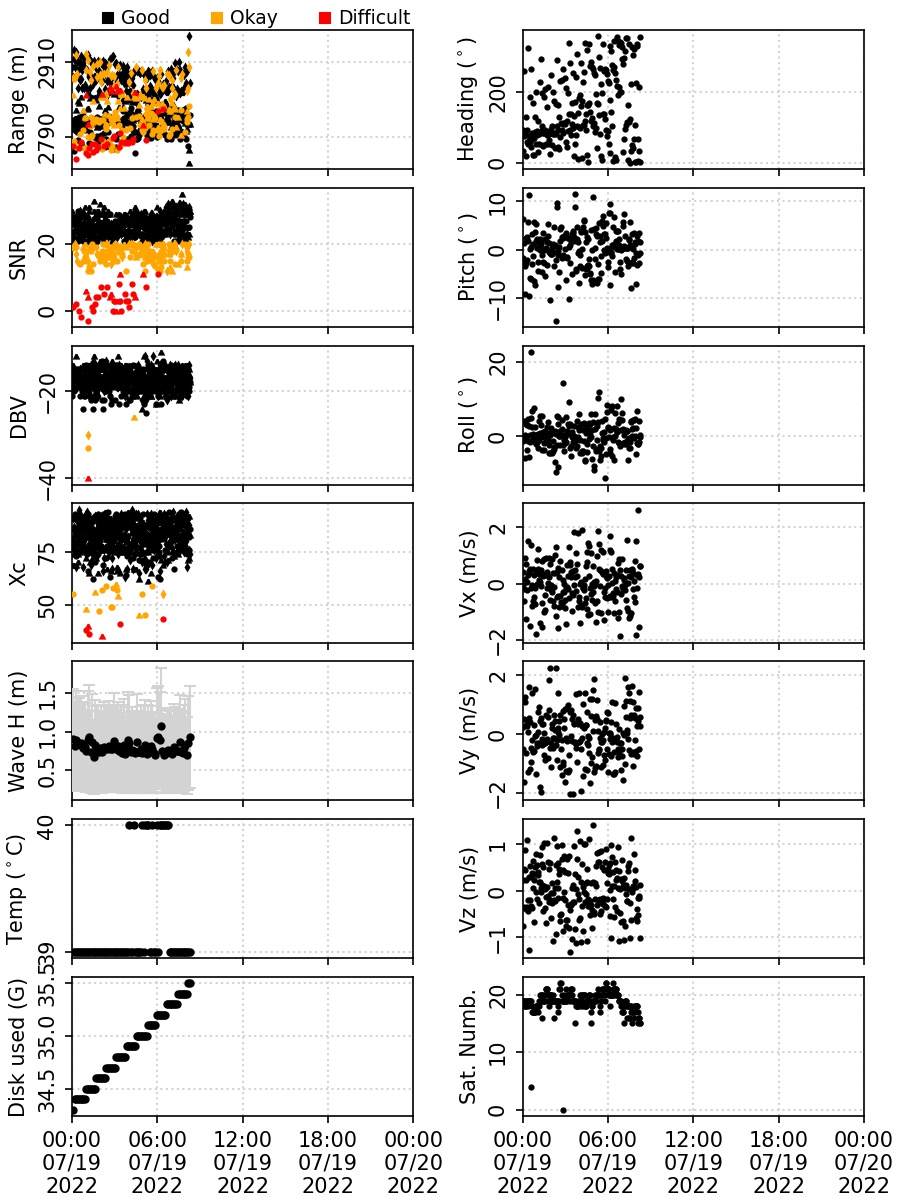 Good Okay Difficult
Range (m)
2910
2790
Heading (°)
200
0
SNR
20
0
Pitch (°)
10
0
−10
DBV
−20
−40
Roll (°)
20
0
Xc
75
50
Vx (m/s)
2
0
−2
Wave H (m)
1.5
1.0
0.5
Vy (m/s)
2
0
−2
Temp (°C)
40
39
Vz (m/s)
1
0
−1
Disk used (G)
35.5
35.0
34.5
Sat. Numb.
20
10
0
00:00 06:00 12:00 18:00 00:00
07/19 07/19 07/19 07/19 07/20
2022 2022 2022 2022 2022
00:00 06:00 12:00 18:00 00:00
07/19 07/19 07/19 07/19 07/20
2022 2022 2022 2022 2022